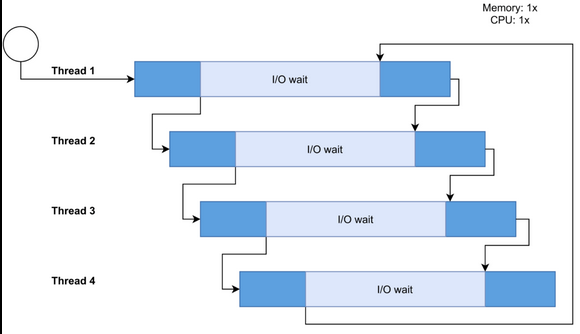 Memory: 1x
CPU: 1x
Thread 1
I/O wait
Thread 2
I/O wait
Thread 3
I/O wait
Thread 4
I/O wait